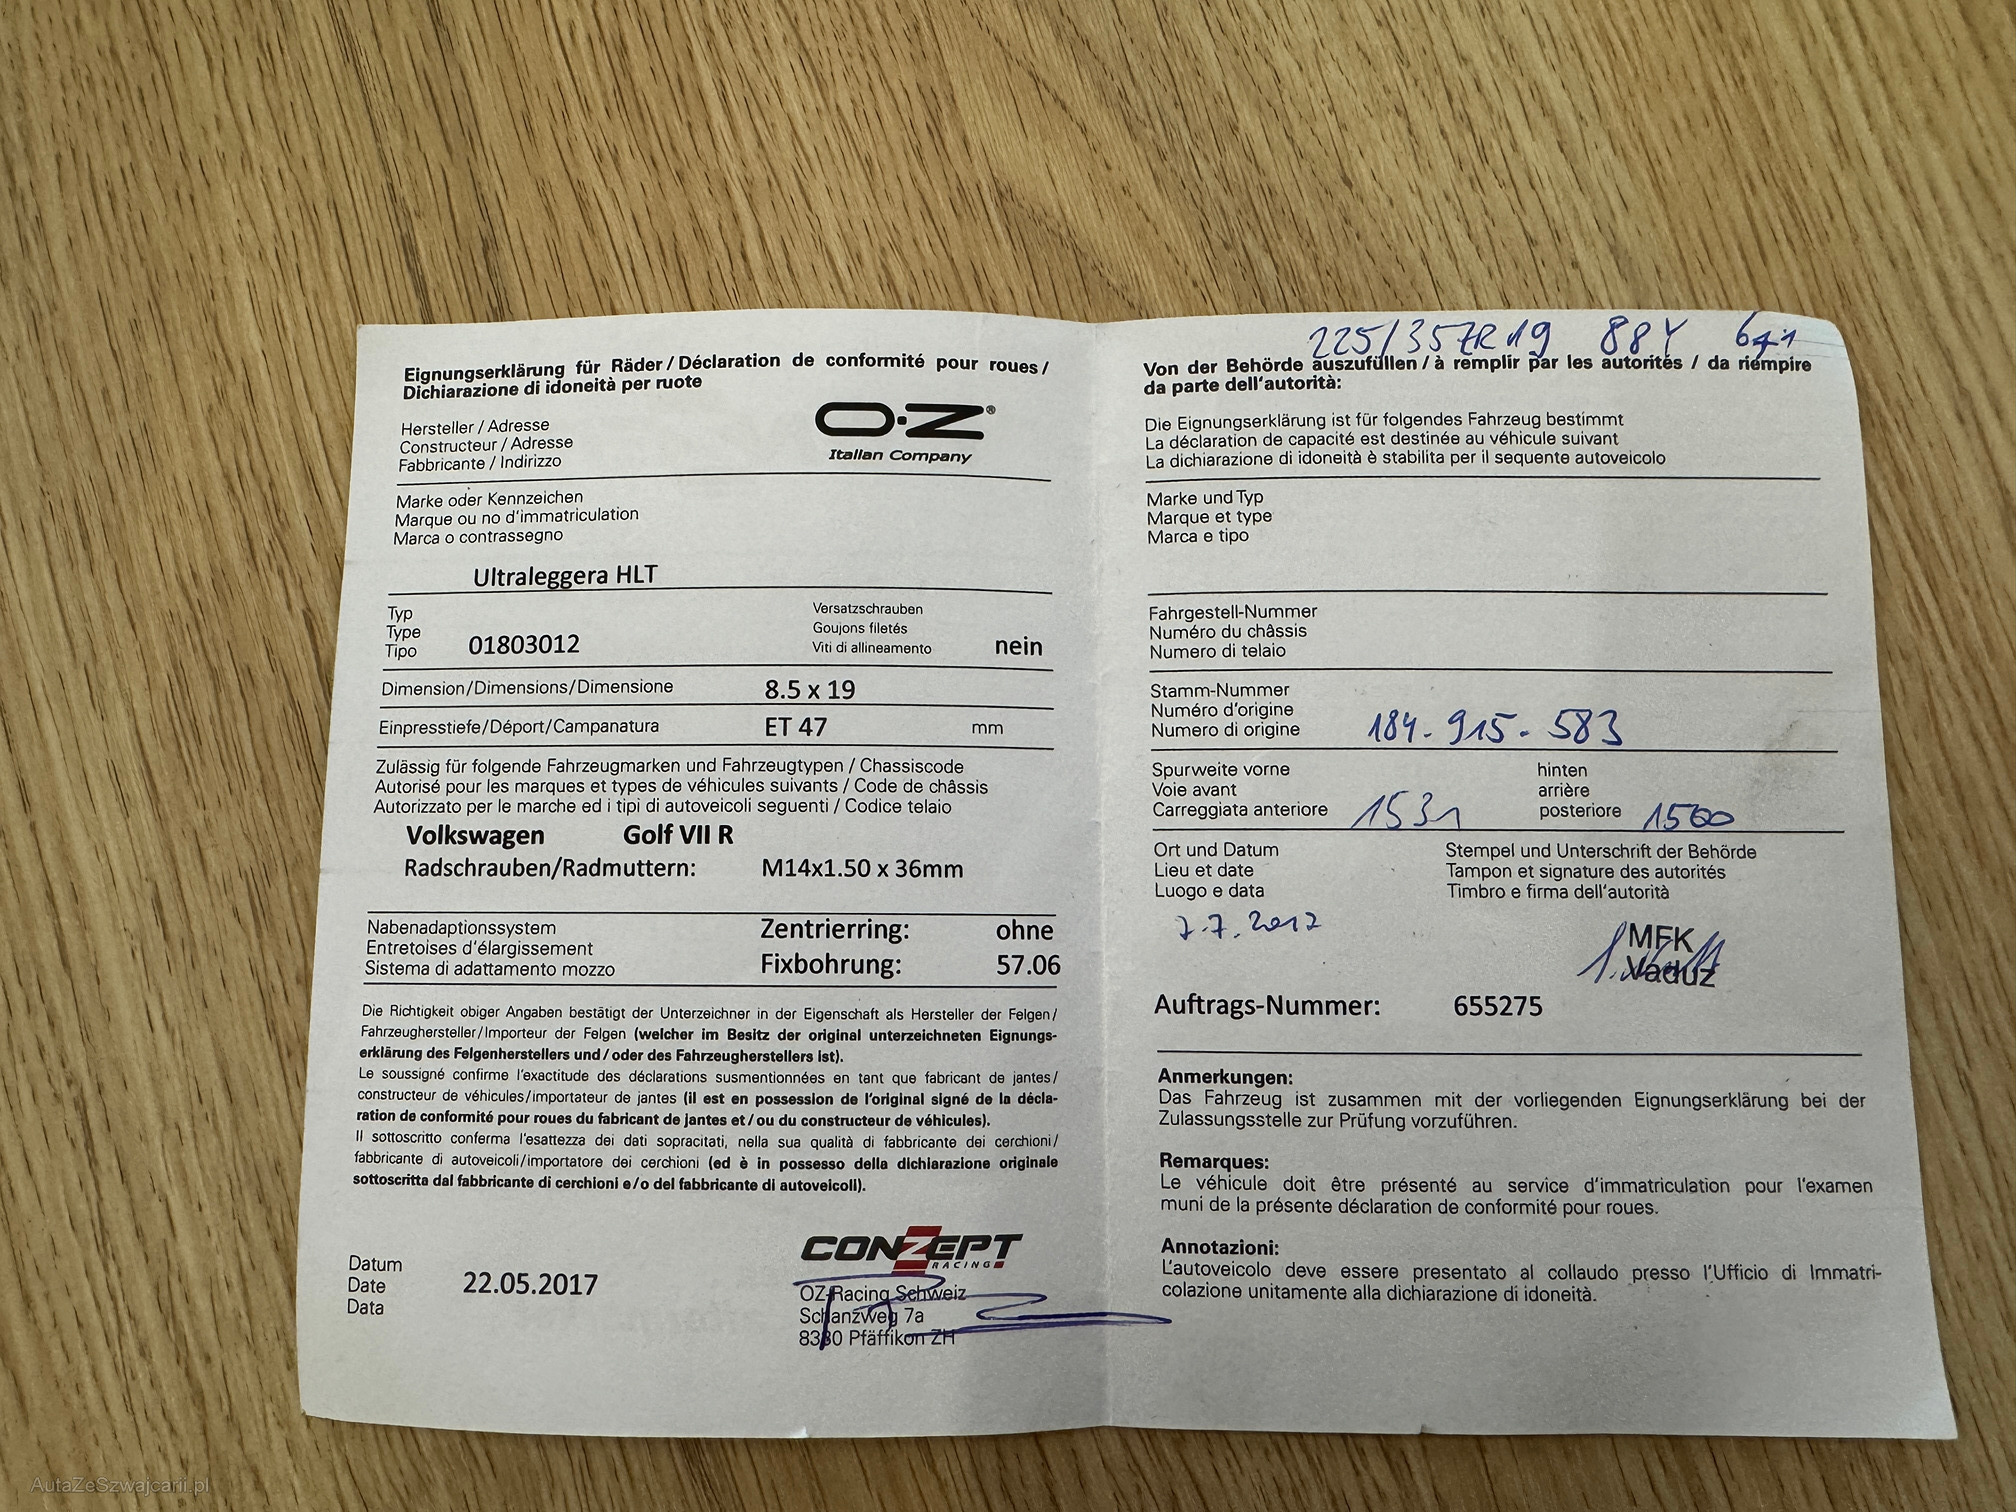 Eignungserklärung für Räder / Déclaration de conformité pour roues /
Dichiarazione di idoneità per ruote
Hersteller / Adresse
Constructeur / Adresse
Fabbricante / Indirizzo
O·Z®
Italian Company
Marke oder Kennzeichen
Marque ou no d'immatriculation
Marca o contrassegno
Ultraleggera HLT
Typ
Type
Tipo
01803012
Versatzschrauben
Goujons filetés
Viti di allineamento
nein
Dimension/Dimensions/Dimensione 8.5 x 19
Einpresstiefe/Déport/Campanatura ET 47 mm
Zulässig für folgende Fahrzeugmarken und Fahrzeugtypen / Chassiscode
Autorisé pour les marques et types de véhicules suivants / Code de châssis
Autorizzato per le marche ed i tipi di autoveicoli seguenti / Codice telaio
Volkswagen Golf VII R
Radschrauben/Radmuttern: M14x1.50 x 36mm
Nabenadaptionssystem
Entretoises d'élargissement
Sistema di adattamento mozzo
Zentrierring: ohne
Fixbohrung: 57.06
Die Richtigkeit obiger Angaben bestätigt der Unterzeichner in der Eigenschaft als Hersteller der Felgen/
Fahrzeughersteller/Importeur der Felgen (welcher im Besitz der original unterzeichneten Eignungs-
erklärung des Felgenherstellers und/oder des Fahrzeugherstellers ist).
Le soussigné confirme l'exactitude des déclarations susmentionnées en tant que fabricant de jantes/
constructeur de véhicules/importateur de jantes (il est en possession de l'original signé de la décla-
ration de conformité pour roues du fabricant de jantes et/ou du constructeur de véhicules).
Il sottoscritto conferma l'esattezza dei dati sopracitati, nella sua qualità di fabbricante dei cerchioni/
fabbricante di autoveicoli/importatore dei cerchioni (ed è in possesso della dichiarazione originale
sottoscritta dal fabbricante di cerchioni e/o del fabbricante di autoveicoli).
Datum
Date
Data
22.05.2017
CONZEPT
RACING
OZ-Racing Schweiz
Schanzweg 7a
8330 Pfäffikon ZH
225/35ZR19 88Y
Von der Behörde auszufüllen / à remplir par les autorités / da riempire
da parte dell'autorità:
Die Eignungserklärung ist für folgendes Fahrzeug bestimmt
La déclaration de capacité est destinée au véhicule suivant
La dichiarazione di idoneità è stabilita per il sequente autoveicolo
Marke und Typ
Marque et type
Marca e tipo
Fahrgestell-Nummer
Numéro du châssis
Numero di telaio
Stamm-Nummer
Numéro d'origine
Numero di origine
184.915.583
Spurweite vorne
Voie avant
Carreggiata anteriore
1531
hinten
arrière
posteriore
1500
Ort und Datum
Lieu et date
Luogo e data
Stempel und Unterschrift der Behörde
Tampon et signature des autorités
Timbro e firma dell'autorità
7.7.2017
MFK
Vaduz
Auftrags-Nummer: 655275
Anmerkungen:
Das Fahrzeug ist zusammen mit der vorliegenden Eignungserklärung bei der
Zulassungsstelle zur Prüfung vorzuführen.
Remarques:
Le véhicule doit être présenté au service d'immatriculation pour l'examen
muni de la présente déclaration de conformité pour roues.
Annotazioni:
L'autoveicolo deve essere presentato al collaudo presso l'Ufficio di Immatri-
colazione unitamente alla dichiarazione di idoneità.
AutaZeSzwajcarii.pl